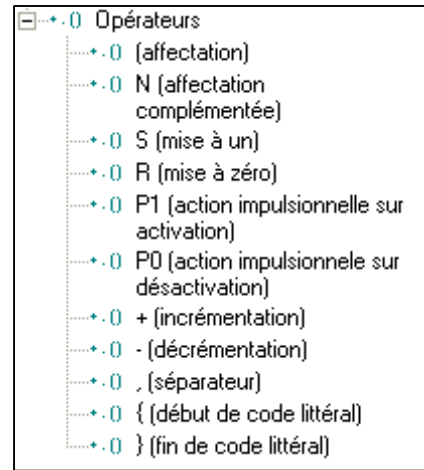 Opérateurs
(affectation)
N (affectation
complémentée)
S (mise à un)
R (mise à zéro)
P1 (action impulsionnelle sur
activation)
P0 (action impulsionnele sur
désactivation)
+ (incrémentation)
- (décrémentation)
, (séparateur)
{ (début de code littéral)
} (fin de code littéral)